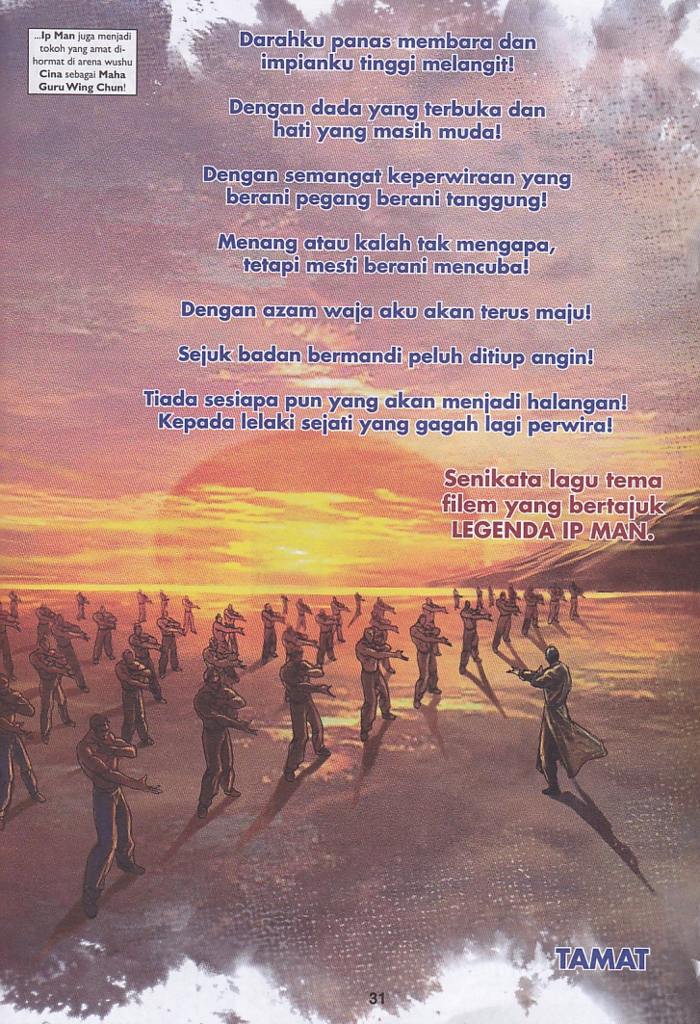 ...Ip Man juga menjadi
tokoh yang amat di-
hormat di arena wushu
Cina sebagai Maha
Guru Wing Chun!
Darahku panas membara dan
impianku tinggi melangit!
Dengan dada yang terbuka dan
hati yang masih muda!
Dengan semangat keperwiraan yang
berani pegang berani tanggung!
Menang atau kalah tak mengapa,
tetapi mesti berani mencuba!
Dengan azam waja aku akan terus maju!
Sejuk badan bermandi peluh ditiup angin!
Tiada sesiapa pun yang akan menjadi halangan!
Kepada lelaki sejati yang gagah lagi perwira!
Senikata lagu tema
filem yang bertajuk
LEGENDA IP MAN.
TAMAT
31